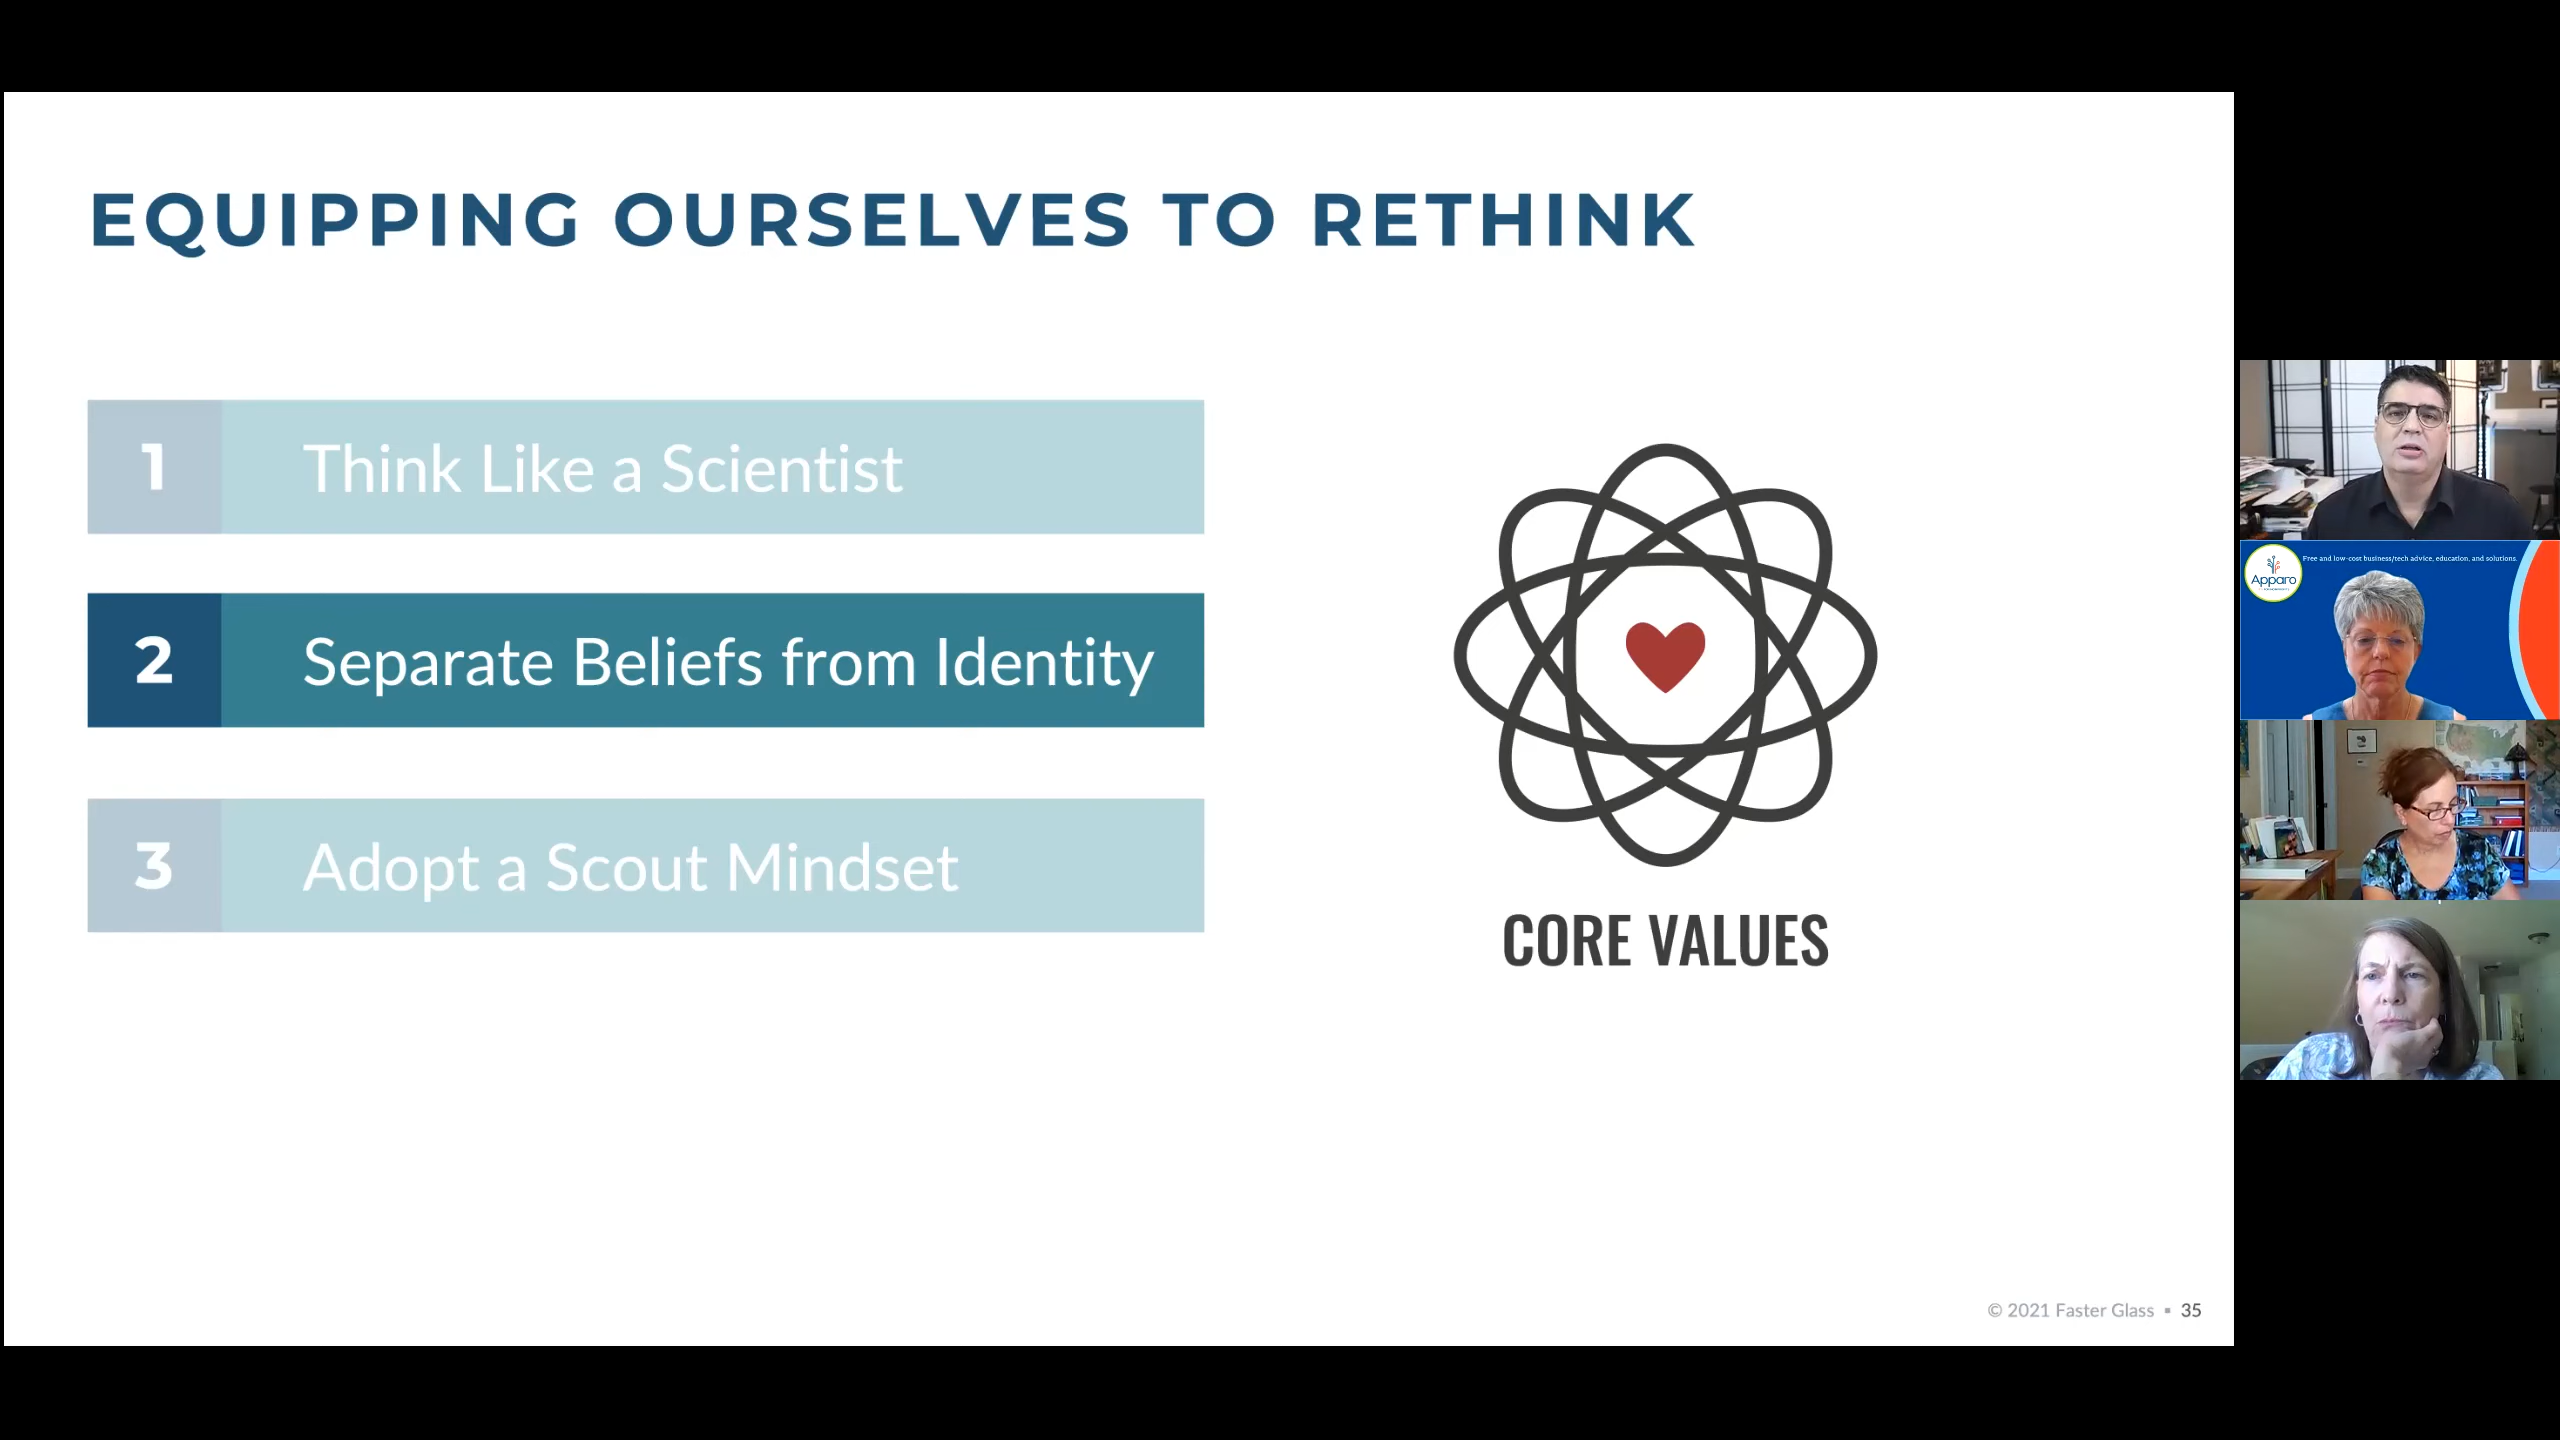 EQUIPPING OURSELVES TO RETHINK
1 Think Like a Scientist
2 Separate Beliefs from Identity
3 Adopt a Scout Mindset
CORE VALUES
© 2021 Faster Glass ▪ 35
Free and low-cost business/tech advice, education, and solutions.
Apparo